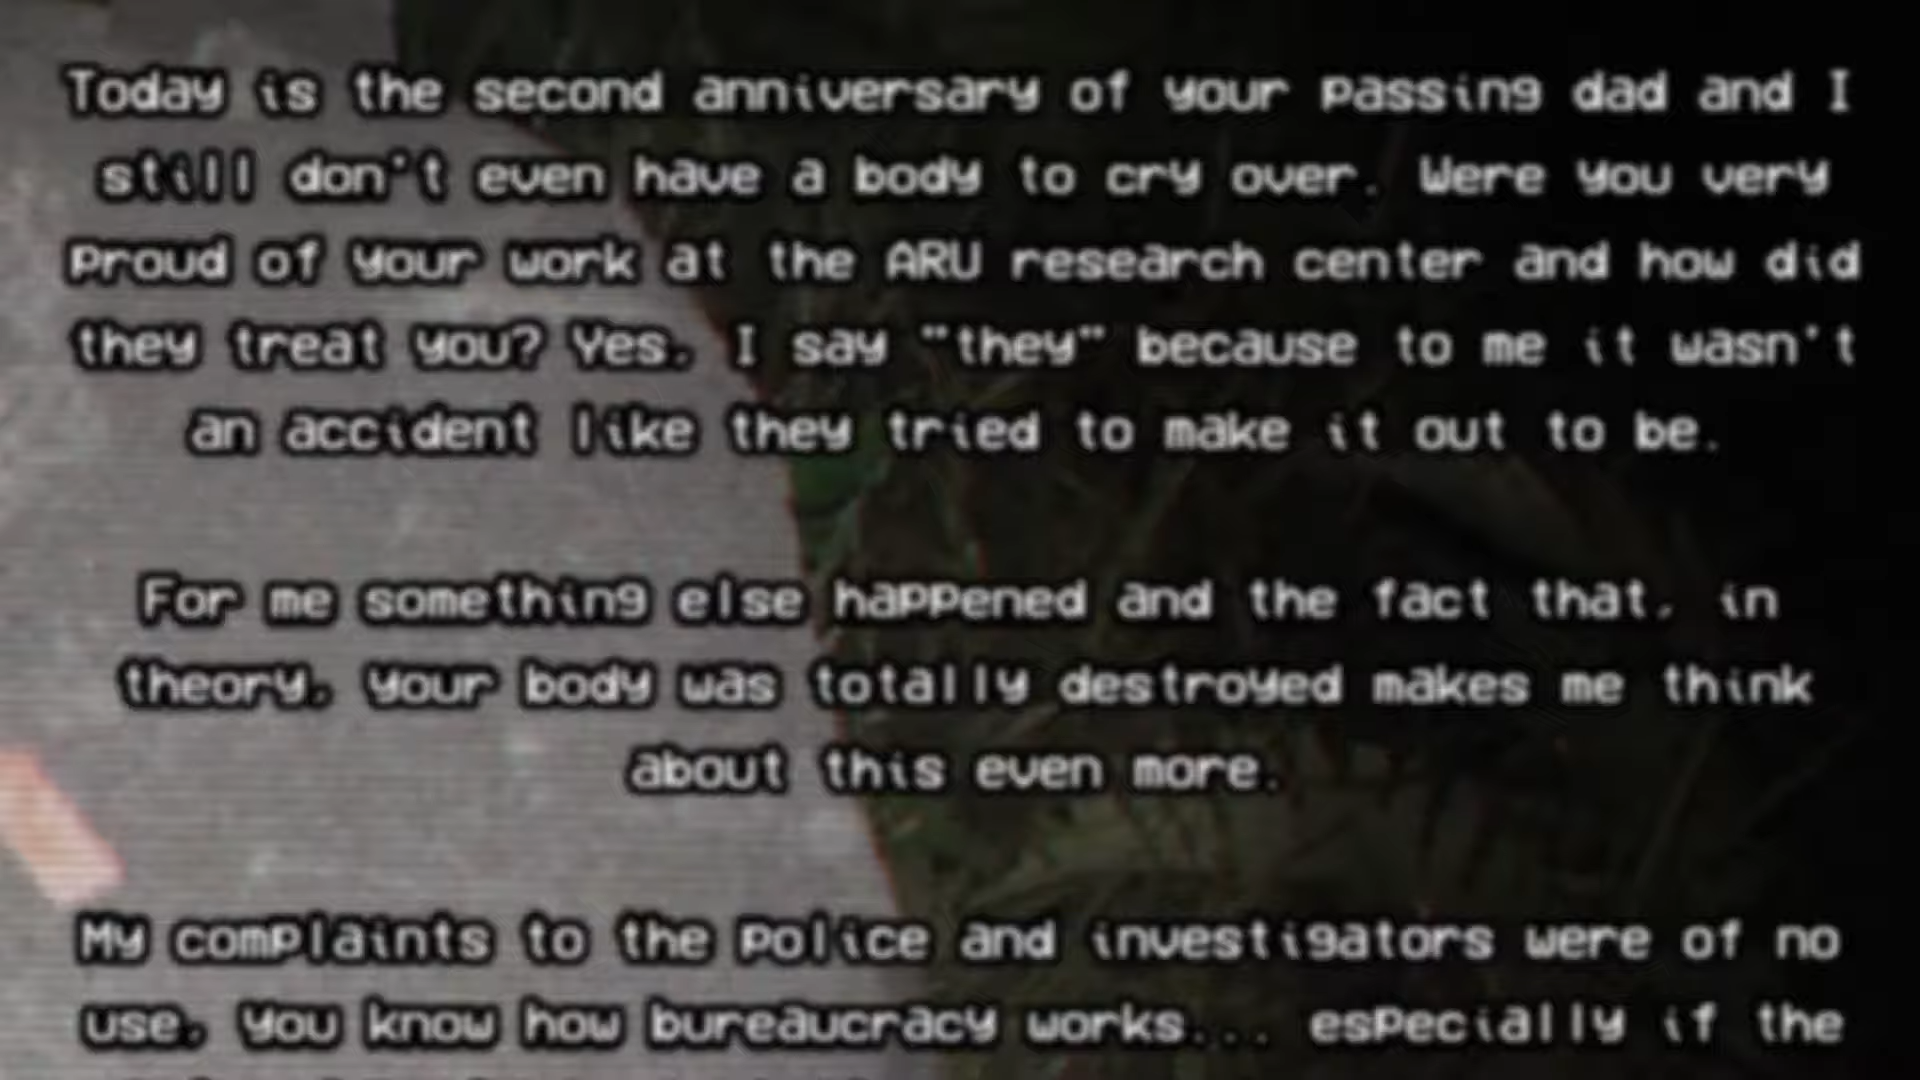 Today is the second anniversary of your passing dad and I
still don't even have a body to cry over. Were you very
proud of your work at the ARU research center and how did
they treat you? Yes, I say "they" because to me it wasn't
an accident like they tried to make it out to be.
For me something else happened and the fact that, in
theory, your body was totally destroyed makes me think
about this even more.
My complaints to the police and investigators were of no
use, you know how bureaucracy works... especially if the